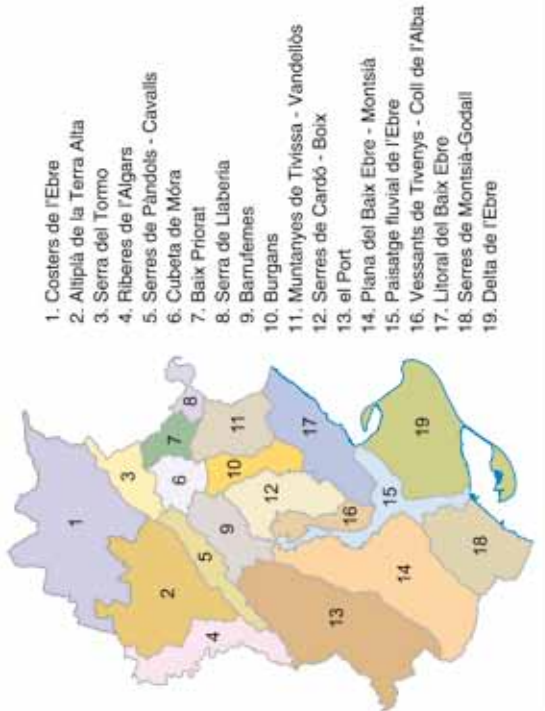 1. Costers de l'Ebre
2. Altiplà de la Terra Alta
3. Serra del Tormo
4. Riberes de l'Algars
5. Serres de Pàndols - Cavalls
6. Cubeta de Móra
7. Baix Priorat
8. Serra de Llaberia
9. Barrufemes
10. Burgans
11. Muntanyes de Tivissa - Vandellòs
12. Serres de Cardó - Boix
13. el Port
14. Plana del Baix Ebre - Montsià
15. Paisatge fluvial de l'Ebre
16. Vessants de Tivenys - Coll de l'Alba
17. Litoral del Baix Ebre
18. Serres de Montsià-Godall
19. Delta de l'Ebre
1
2
3
4
5
6
7
8
9
10
11
12
13
14
15
16
17
18
19